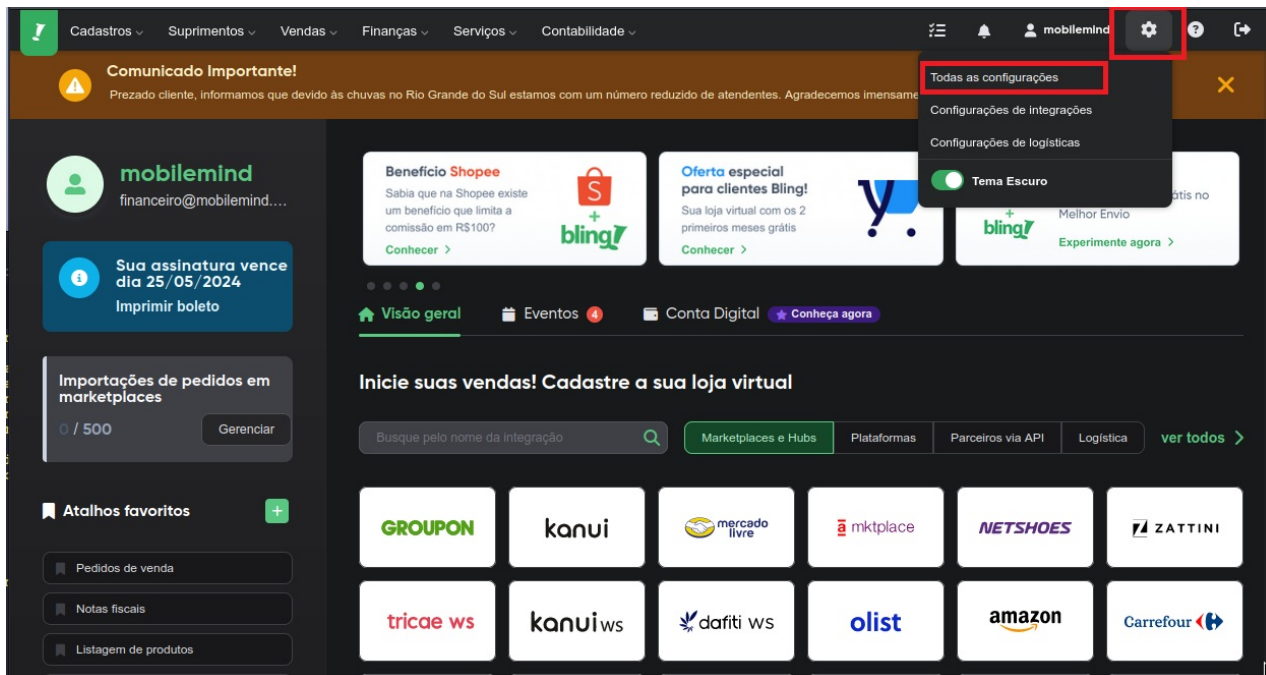 Cadastros Suprimentos Vendas Finanças Serviços Contabilidade mobilemind
Comunicado Importante!
Prezado cliente, informamos que devido às chuvas no Rio Grande do Sul estamos com um número reduzido de atendentes. Agradecemos imensame
Todas as configurações
Configurações de integrações
Configurações de logísticas
Tema Escuro
mobilemind
financeiro@mobilemind....
Sua assinatura vence
dia 25/05/2024
Imprimir boleto
Importações de pedidos em
marketplaces
0 / 500
Gerenciar
Atalhos favoritos
Pedidos de venda
Notas fiscais
Listagem de produtos
Benefício Shopee
Sabia que na Shopee existe
um benefício que limita a
comissão em R$100?
Conhecer >
S
+
bling!
Oferta especial
para clientes Bling!
Sua loja virtual com os 2
primeiros meses grátis
Conhecer >
átis no
Melhor Envio
Experimente agora >
+
bling!
Visão geral
Eventos 4
Conta Digital
Conheça agora
Inicie suas vendas! Cadastre a sua loja virtual
Busque pelo nome da integração
Marketplaces e Hubs Plataformas Parceiros via API Logística ver todos >
GROUPON kanui mercado livre a mktplace NETSHOES ZATTINI
tricae ws kanui ws dafiti ws olist amazon Carrefour